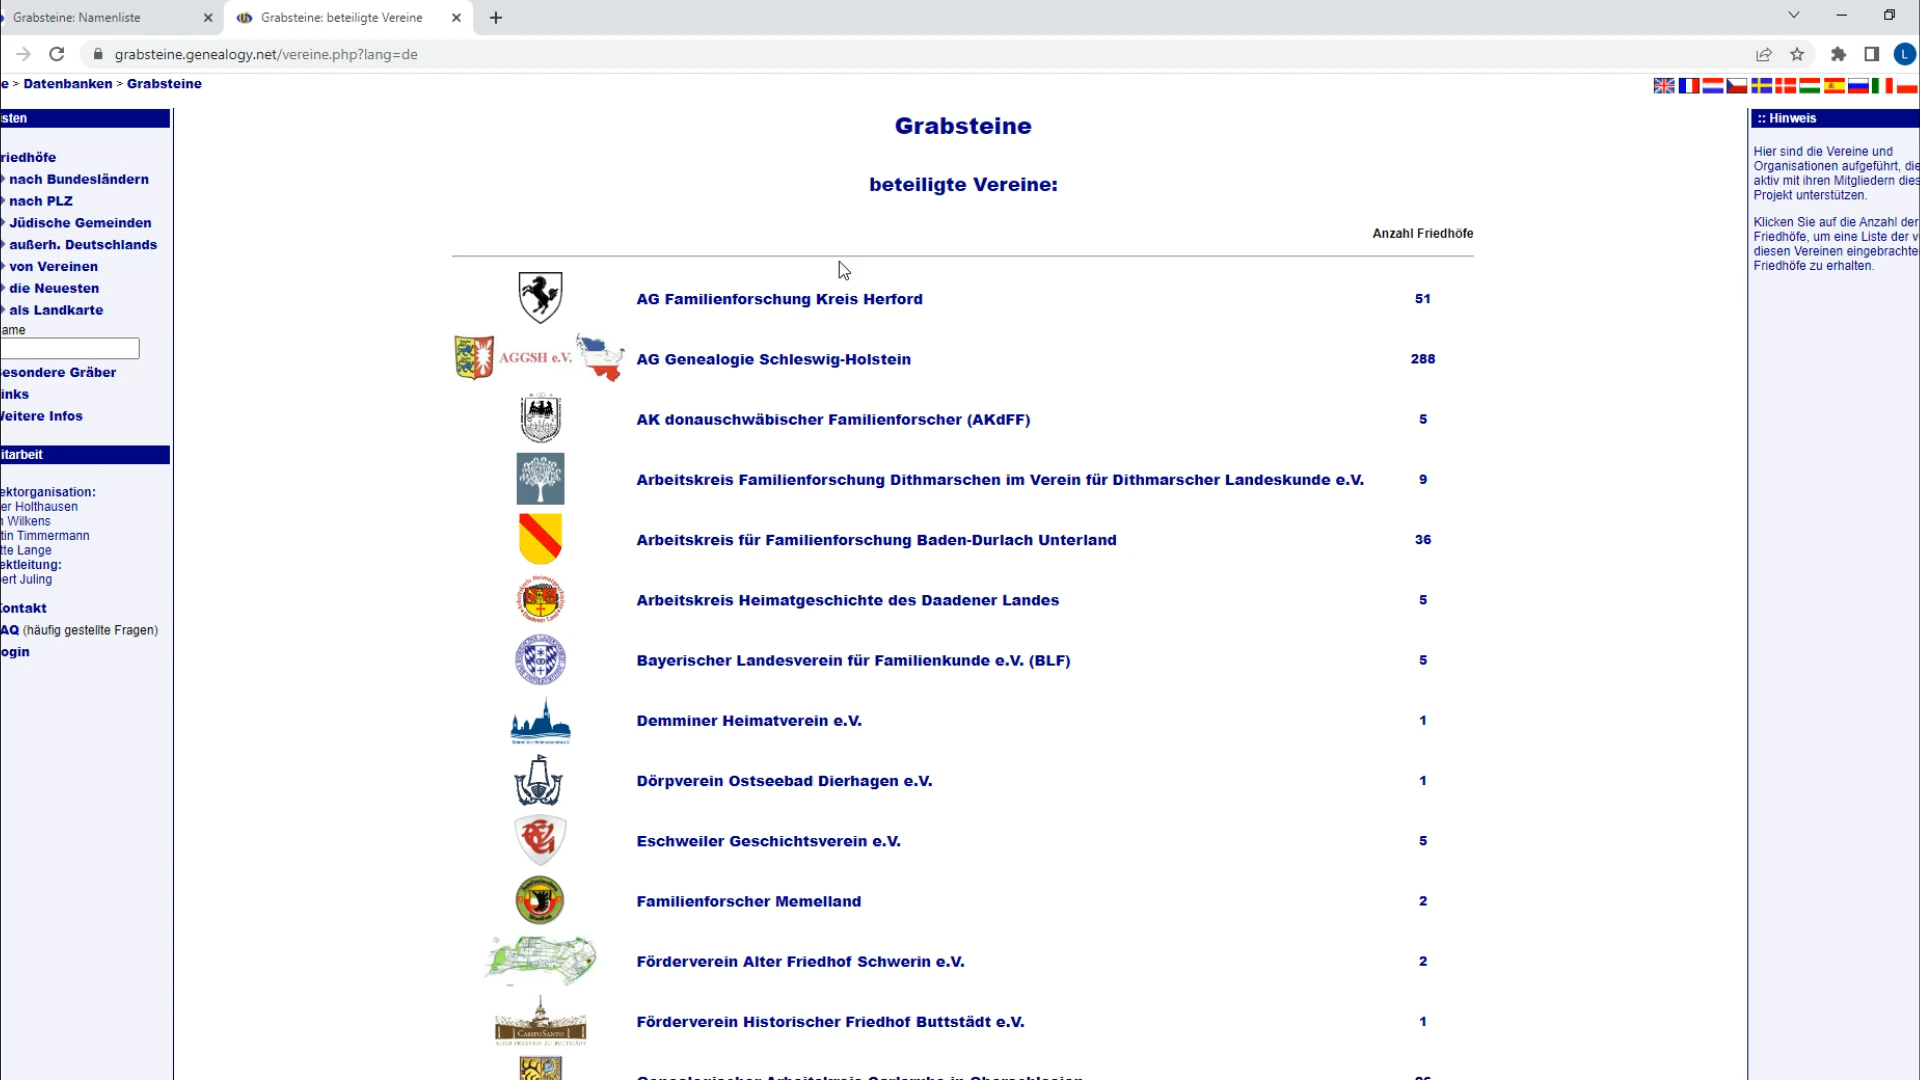 Grabsteine: Namenliste
Grabsteine: beteiligte Vereine
grabsteine.genealogy.net/vereine.php?lang=de
L
e > Datenbanken > Grabsteine
isten
riedhöfe
nach Bundesländern
nach PLZ
Jüdische Gemeinden
außerh. Deutschlands
von Vereinen
die Neuesten
als Landkarte
ame
esondere Gräber
inks
eitere Infos
itarbeit
ektorganisation:
er Holthausen
n Wilkens
tin Timmermann
tte Lange
ektleitung:
ert Juling
ontakt
AQ (häufig gestellte Fragen)
ogin
Grabsteine
beteiligte Vereine:
Anzahl Friedhöfe
AG Familienforschung Kreis Herford 51
AGGSH e.V. AG Genealogie Schleswig-Holstein 288
AK donauschwäbischer Familienforscher (AKdFF) 5
Arbeitskreis Familienforschung Dithmarschen im Verein für Dithmarscher Landeskunde e.V. 9
Arbeitskreis für Familienforschung Baden-Durlach Unterland 36
Arbeitskreis Heimatgeschichte des Daadener Landes 5
Bayerischer Landesverein für Familienkunde e.V. (BLF) 5
Demminer Heimatverein e.V. 1
Dörpverein Ostseebad Dierhagen e.V. 1
Eschweiler Geschichtsverein e.V. 5
Familienforscher Memelland 2
Förderverein Alter Friedhof Schwerin e.V. 2
CAMPOSANTO
ALTER FRIEDHOF ZU BUTTSTÄDT
Förderverein Historischer Friedhof Buttstädt e.V. 1
:: Hinweis
Hier sind die Vereine und
Organisationen aufgeführt, die
aktiv mit ihren Mitgliedern dies
Projekt unterstützen.
Klicken Sie auf die Anzahl der
Friedhöfe, um eine Liste der v
diesen Vereinen eingebrachte
Friedhöfe zu erhalten.